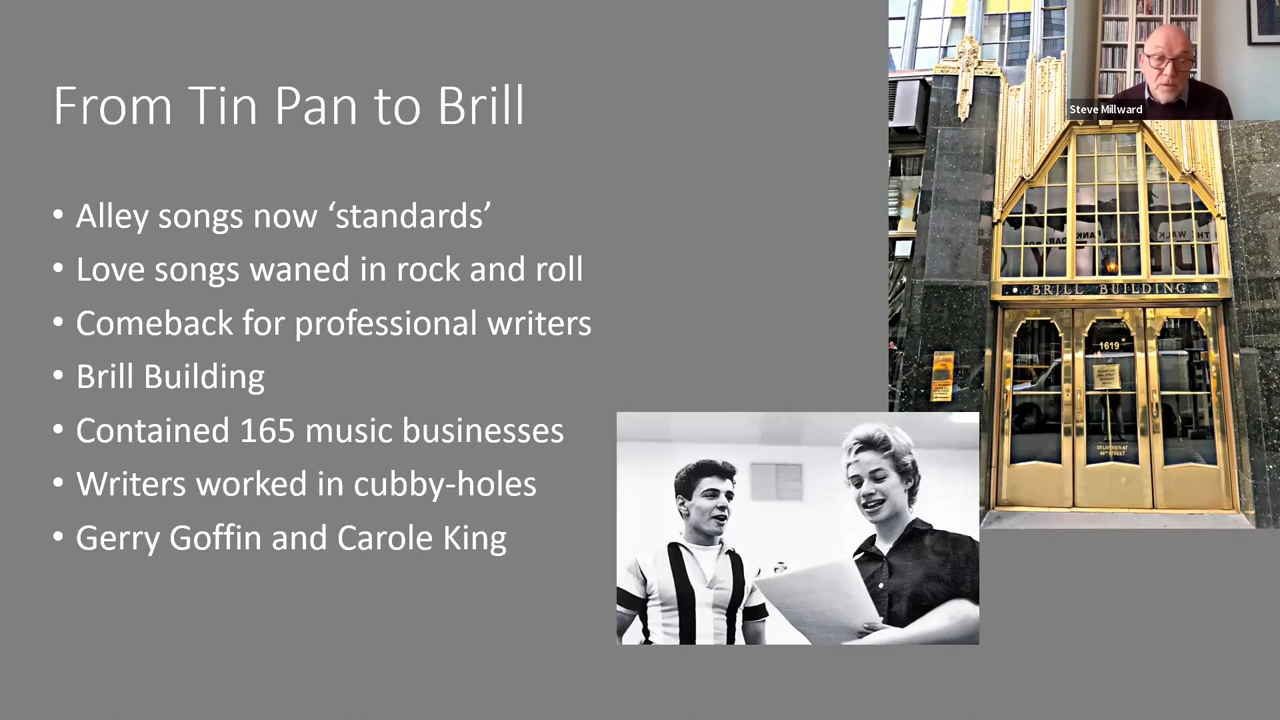 From Tin Pan to Brill
• Alley songs now ‘standards’
• Love songs waned in rock and roll
• Comeback for professional writers
• Brill Building
• Contained 165 music businesses
• Writers worked in cubby-holes
• Gerry Goffin and Carole King
Steve Millward
BRILL BUILDING
1619